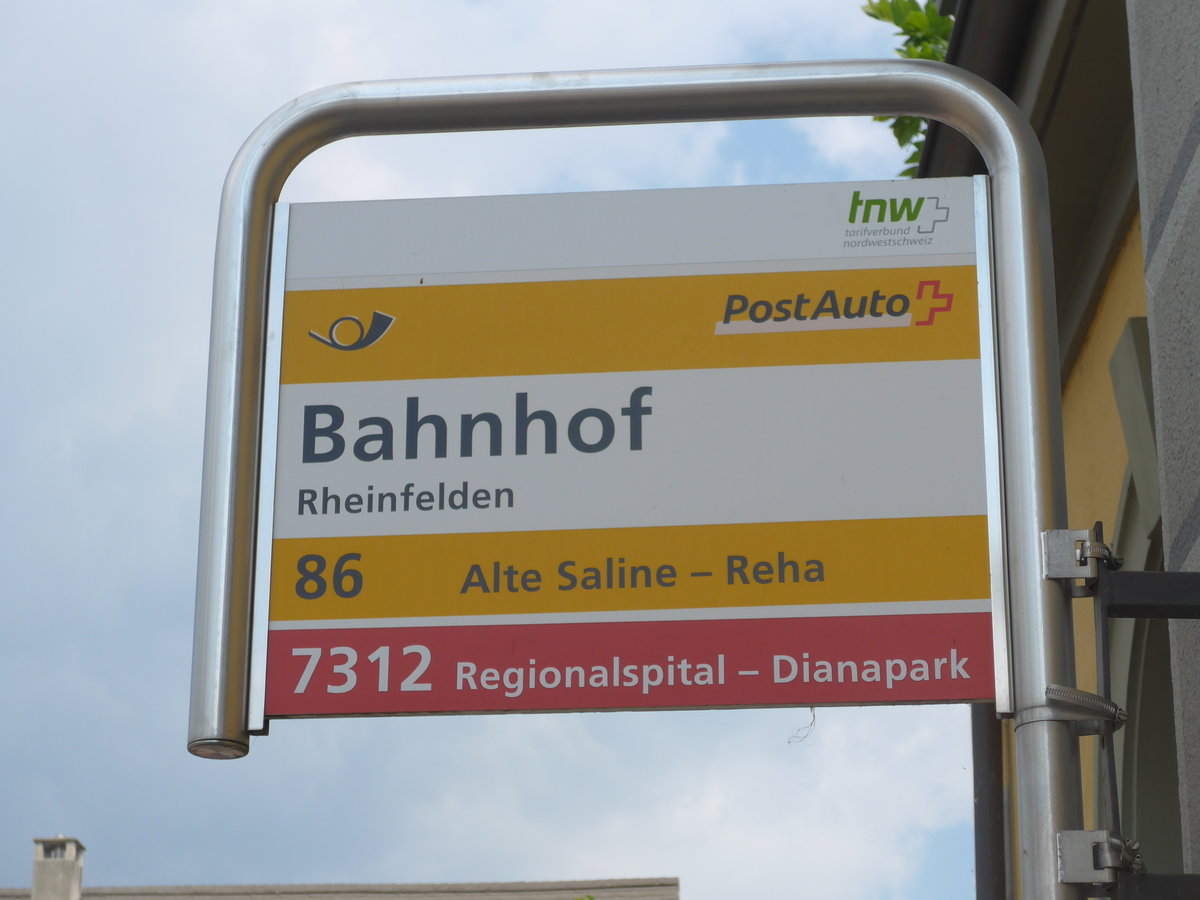 tnw
tarifverbund
nordwestschweiz
PostAuto
Bahnhof
Rheinfelden
86 Alte Saline – Reha
7312 Regionalspital – Dianapark